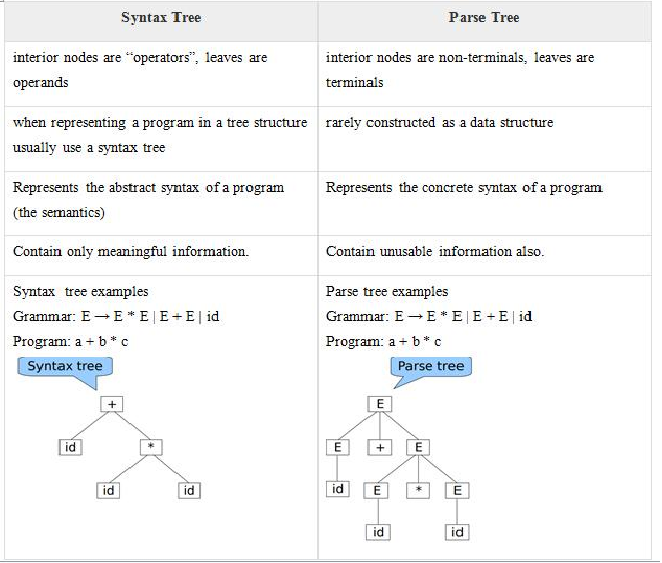 Syntax Tree
Parse Tree
interior nodes are “operators”, leaves are
operands
interior nodes are non-terminals, leaves are
terminals
when representing a program in a tree structure
usually use a syntax tree
rarely constructed as a data structure
Represents the abstract syntax of a program
(the semantics)
Represents the concrete syntax of a program
Contain only meaningful information.
Contain unusable information also.
Syntax tree examples
Grammar: E → E * E | E + E | id
Program: a + b * c
Syntax tree
+
id
*
id
id
Parse tree examples
Grammar: E → E * E | E + E | id
Program: a + b * c
Parse tree
E
E
+
E
id
E
*
E
id
id